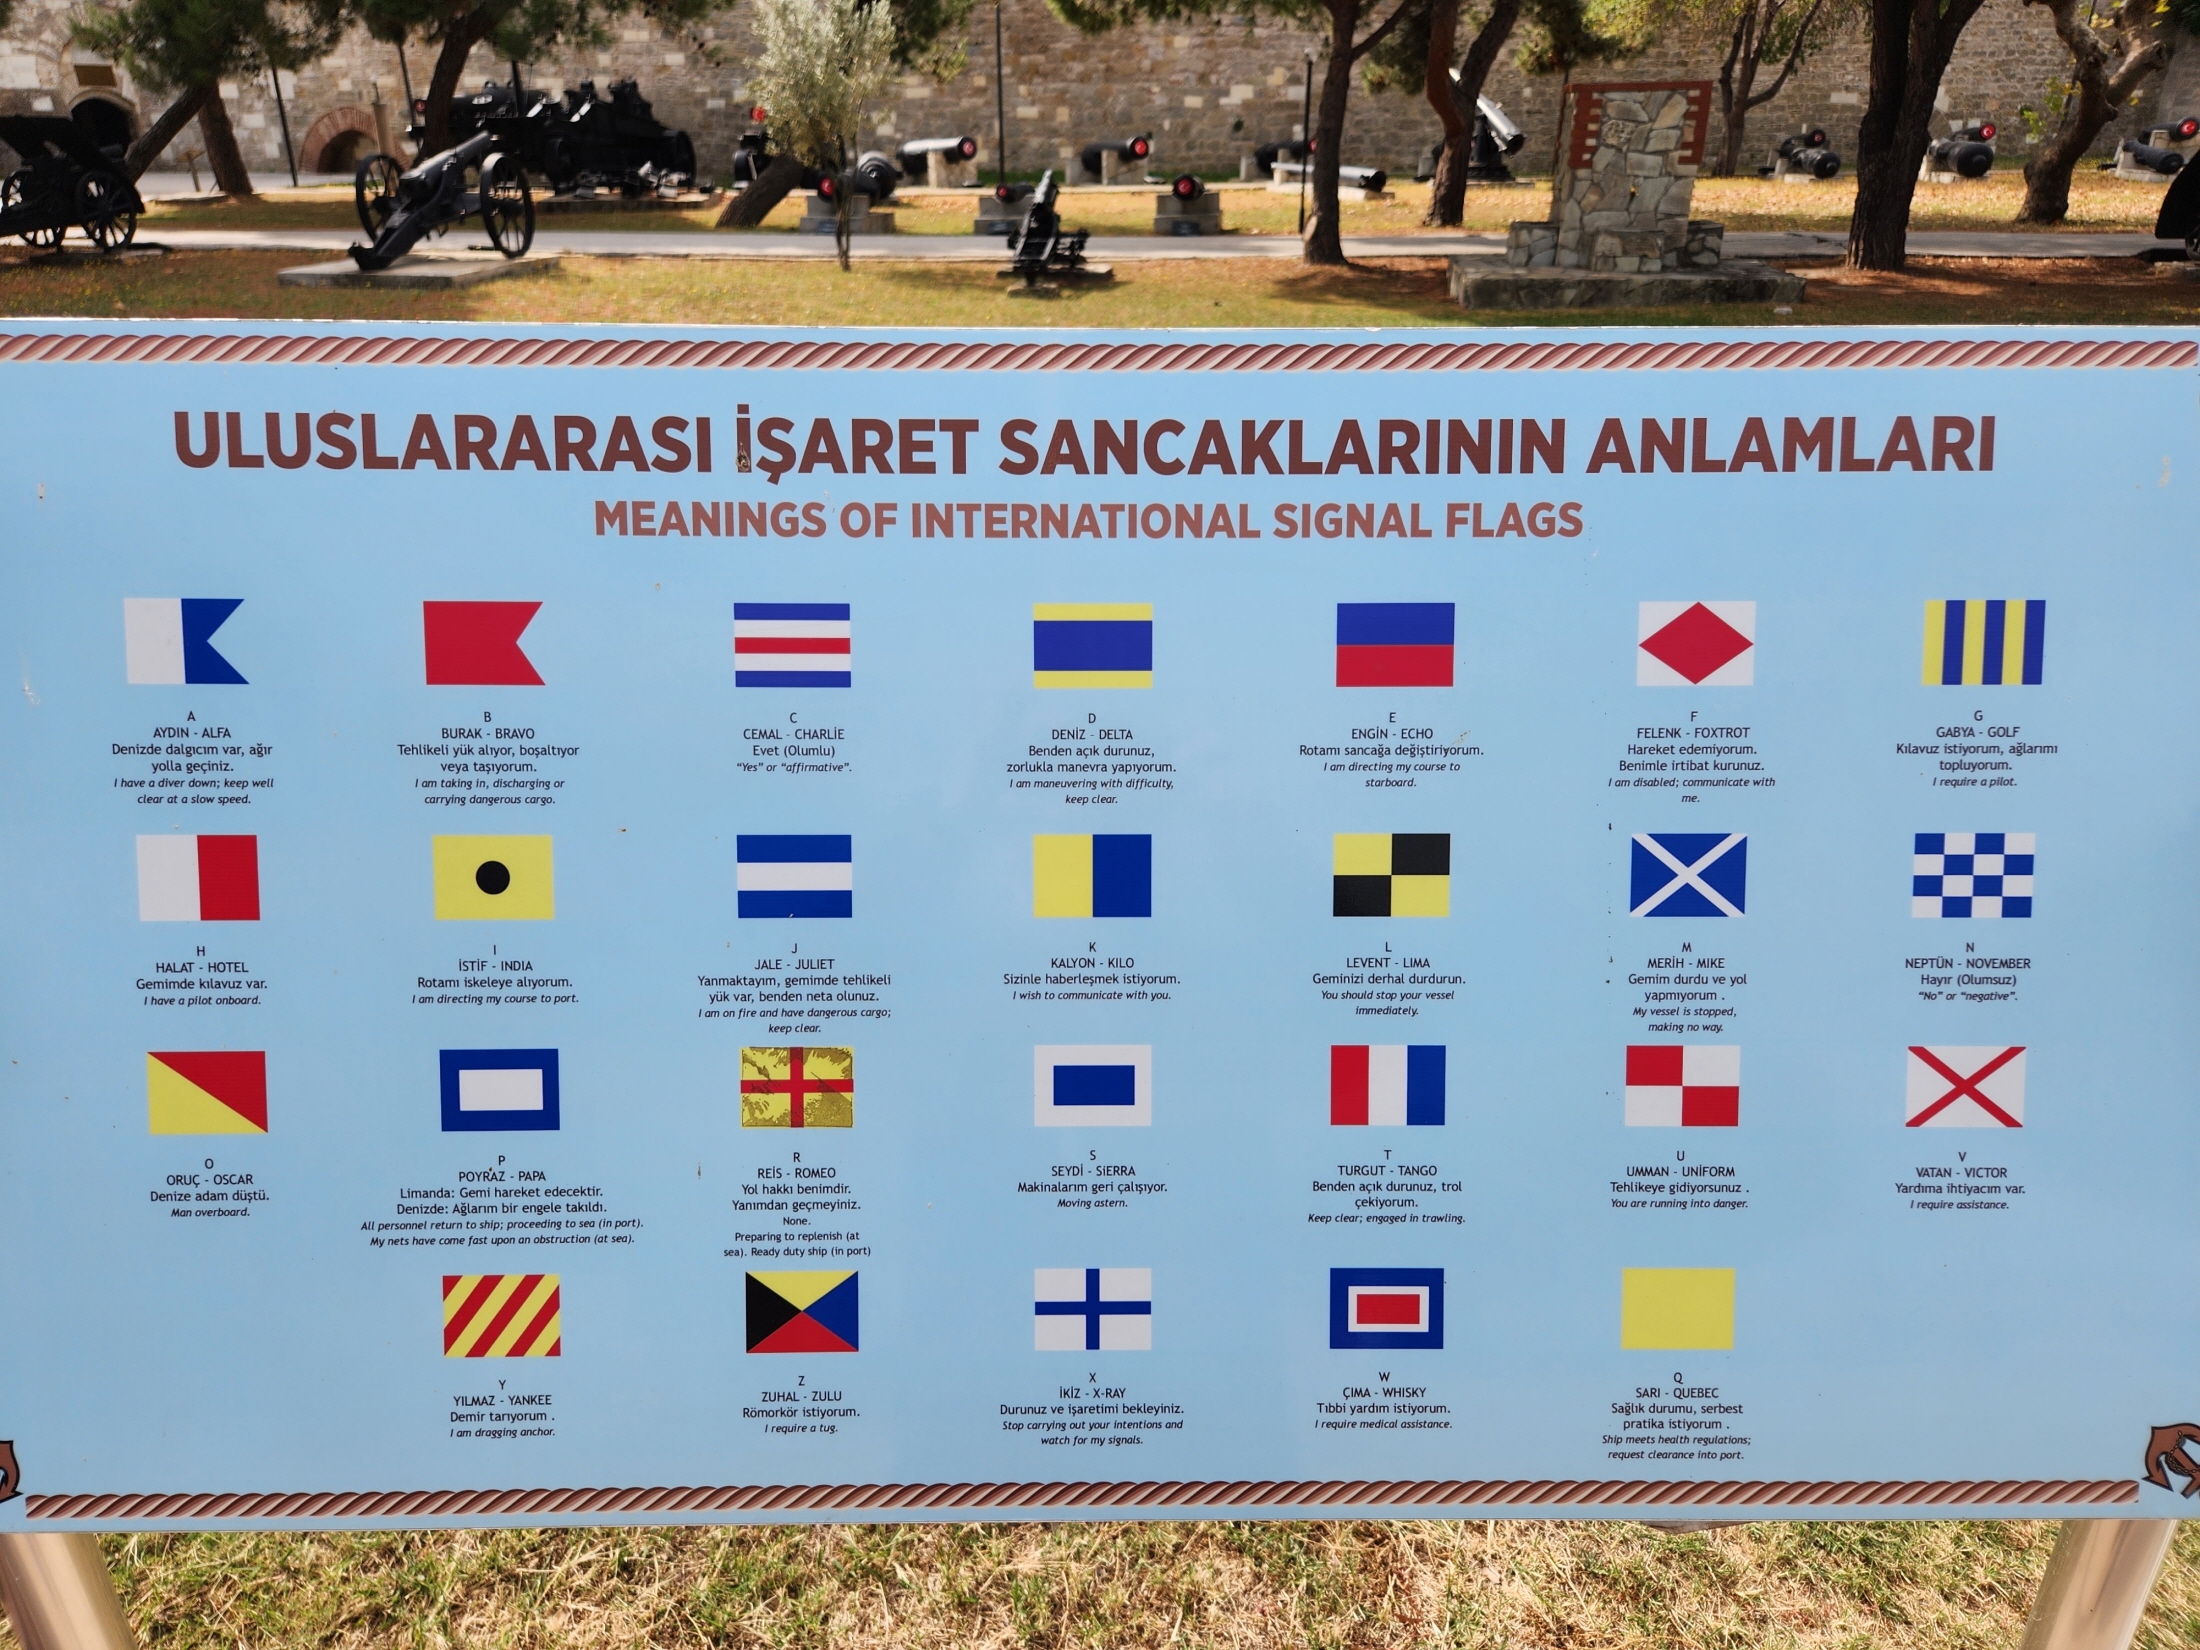 ULUSLARARASI İŞARET SANCAKLARININ ANLAMLARI
MEANINGS OF INTERNATIONAL SIGNAL FLAGS
A
AYDIN - ALFA
Denizde dalgıcım var, ağır
yolla geçiniz.
I have a diver down; keep well
clear at a slow speed.
B
BURAK - BRAVO
Tehlikeli yük alıyor, boşaltıyor
veya taşıyorum.
I am taking in, discharging or
carrying dangerous cargo.
C
CEMAL - CHARLİE
Evet (Olumlu)
"Yes" or "affirmative".
D
DENİZ - DELTA
Benden açık durunuz,
zorlukla manevra yapıyorum.
I am maneuvering with difficulty,
keep clear.
E
ENGİN - ECHO
Rotamı sancağa değiştiriyorum.
I am directing my course to
starboard.
F
FELENK - FOXTROT
Hareket edemiyorum.
Benimle irtibat kurunuz.
I am disabled; communicate with
me.
G
GABYA - GOLF
Kılavuz istiyorum, ağlarımı
topluyorum.
I require a pilot.
H
HALAT - HOTEL
Gemimde kılavuz var.
I have a pilot onboard.
I
İSTİF - INDIA
Rotamı iskeleye alıyorum.
I am directing my course to port.
J
JALE - JULIET
Yanmaktayım, gemimde tehlikeli
yük var, benden neta olunuz.
I am on fire and have dangerous cargo;
keep clear.
K
KALYON - KILO
Sizinle haberleşmek istiyorum.
I wish to communicate with you.
L
LEVENT - LIMA
Geminizi derhal durdurun.
You should stop your vessel
immediately.
M
MERİH - MIKE
Gemim durdu ve yol
yapmıyorum .
My vessel is stopped,
making no way.
N
NEPTÜN - NOVEMBER
Hayır (Olumsuz)
"No" or "negative".
O
ORUÇ - OSCAR
Denize adam düştü.
Man overboard.
P
POYRAZ - PAPA
Limanda: Gemi hareket edecektir.
Denizde: Ağlarım bir engele takıldı.
All personnel return to ship; proceeding to sea (in port).
My nets have come fast upon an obstruction (at sea).
R
REİS - ROMEO
Yol hakkı benimdir.
Yanımdan geçmeyiniz.
None.
Preparing to replenish (at
sea). Ready duty ship (in port)
S
SEYDİ - SiERRA
Makinalarım geri çalışıyor.
Moving astern.
T
TURGUT - TANGO
Benden açık durunuz, trol
çekiyorum.
Keep clear; engaged in trawling.
U
UMMAN - UNİFORM
Tehlikeye gidiyorsunuz .
You are running into danger.
V
VATAN - VICTOR
Yardıma ihtiyacım var.
I require assistance.
Y
YILMAZ - YANKEE
Demir tarıyorum .
I am dragging anchor.
Z
ZUHAL - ZULU
Römorkör istiyorum.
I require a tug.
X
İKİZ - X-RAY
Durunuz ve işaretimi bekleyiniz.
Stop carrying out your intentions and
watch for my signals.
W
ÇIMA - WHISKY
Tıbbi yardım istiyorum.
I require medical assistance.
Q
SARI - QUEBEC
Sağlık durumu, serbest
pratika istiyorum .
Ship meets health regulations;
request clearance into port.